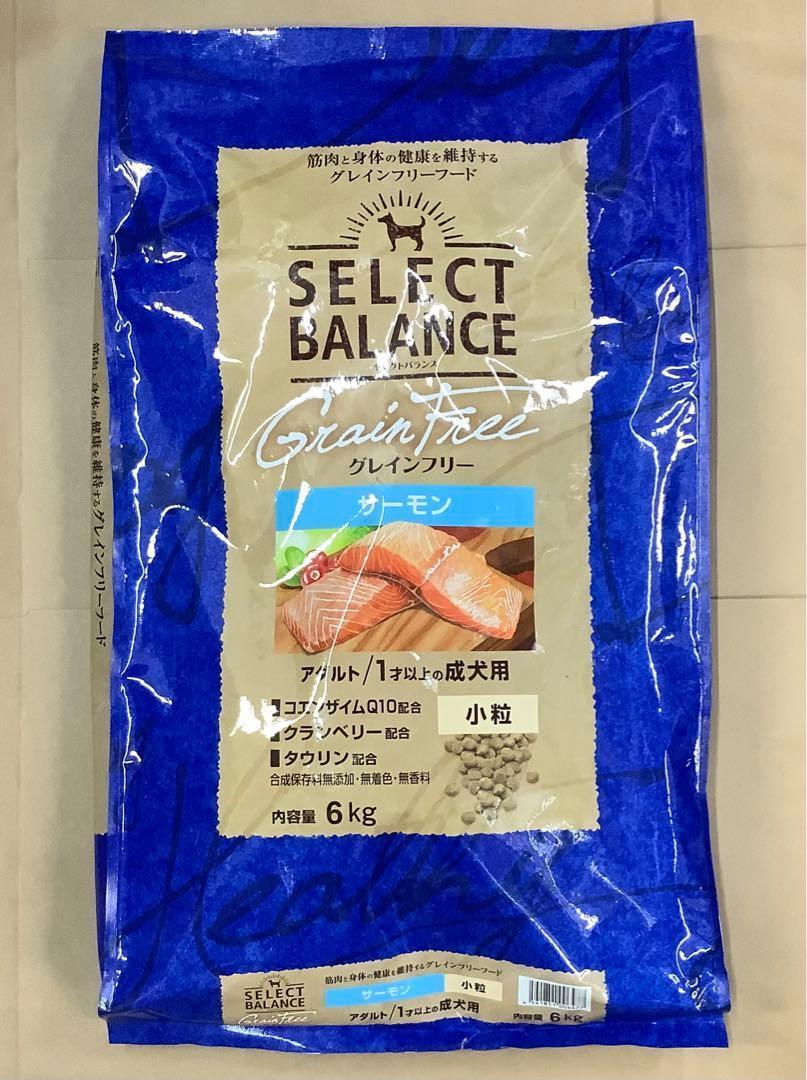 筋肉と身体の健康を維持する
グレインフリーフード
SELECT
BALANCE
セレクトバランス
Grain Free
グレインフリー
サーモン
アダルト/1才以上の成犬用
コエンザイムQ10配合
クランベリー配合
タウリン配合
小粒
合成保存料無添加・無着色・無香料
内容量 6kg
筋肉と身体の健康を維持するグレインフリーフード
Healthy
筋肉と身体の健康を維持するグレインフリーフード
SELECT
BALANCE
Grain Free
サーモン
小粒
アダルト/1才以上の成犬用
内容量 6kg